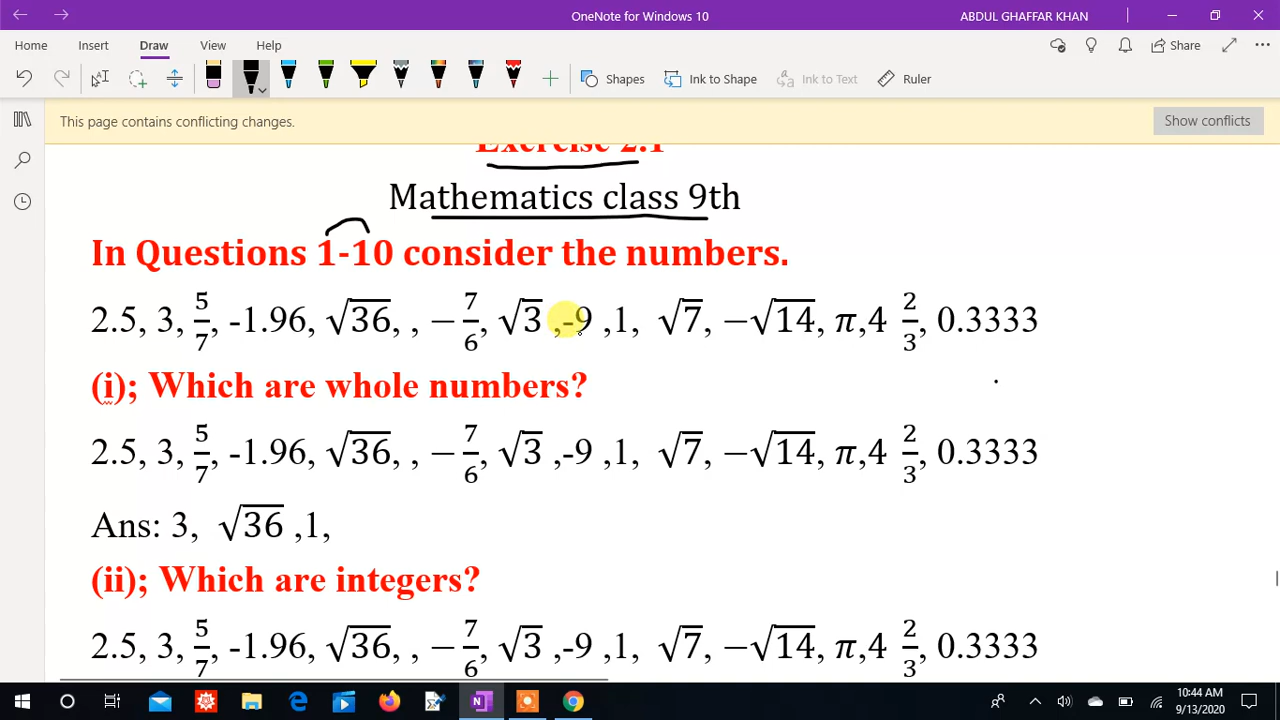 OneNote for Windows 10
ABDUL GHAFFAR KHAN
Home Insert Draw View Help
Share
Shapes Ink to Shape Ink to Text Ruler
This page contains conflicting changes.
Show conflicts
Exercise 2.1
Mathematics class 9th
In Questions 1-10 consider the numbers.
2.5, 3, 5/7, -1.96, √36, , −7/6, √3 ,-9 ,1, √7, −√14, π,4 2/3, 0.3333
(i); Which are whole numbers?
2.5, 3, 5/7, -1.96, √36, , −7/6, √3 ,-9 ,1, √7, −√14, π,4 2/3, 0.3333
Ans: 3, √36 ,1,
(ii); Which are integers?
2.5, 3, 5/7, -1.96, √36, , −7/6, √3 ,-9 ,1, √7, −√14, π,4 2/3, 0.3333
10:44 AM
9/13/2020